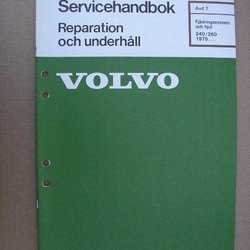 Servicehandbok
Reparation
och underhåll
Avd 7
Fjädringssystem
och hjul
240/260
1975 . .
VOLVO